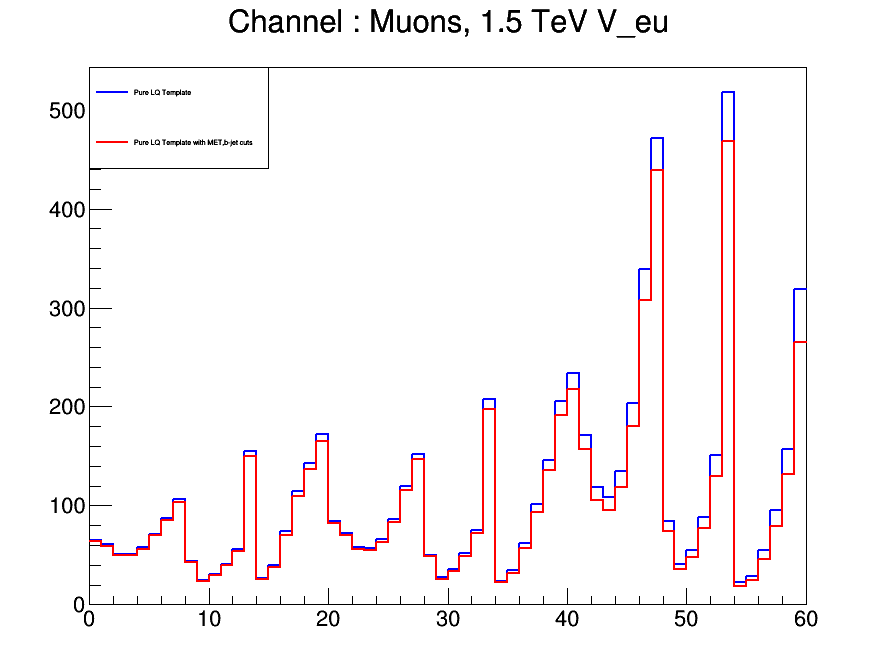 Channel : Muons, 1.5 TeV V_eu
Pure LQ Template
Pure LQ Template with MET,b-jet cuts
500
400
300
200
100
0
0 10 20 30 40 50 60